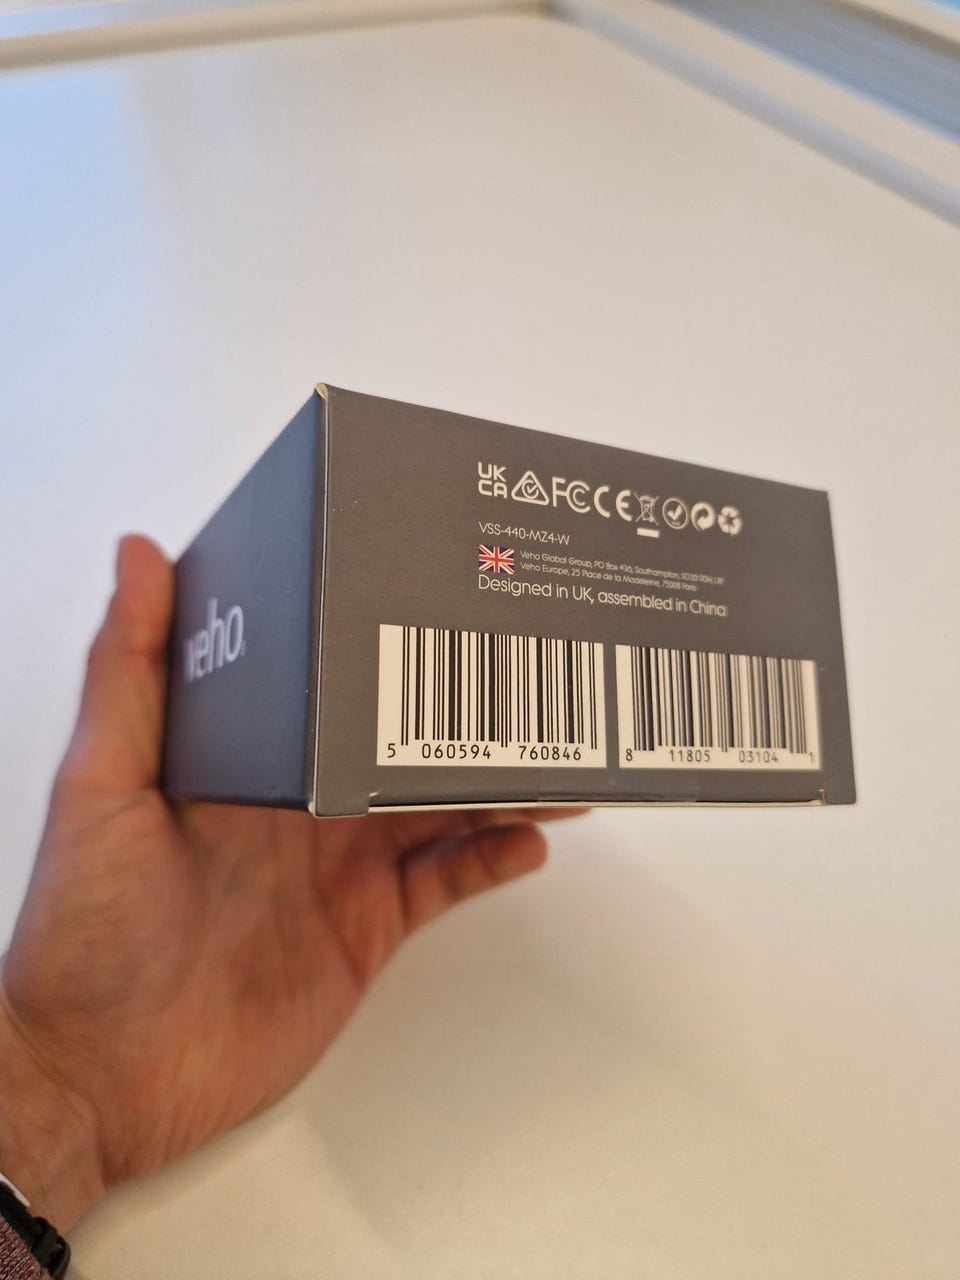 veho
UK
CA
FC CE
VSS-440-MZ4-W
Veho Global Group, PO Box 436, Southampton, SO30 9DH, UK
Veho Europe, 25 Place de la Madeleine, 75008 Paris
Designed in UK, assembled in China
5 060594 760846
8 11805 03104 1